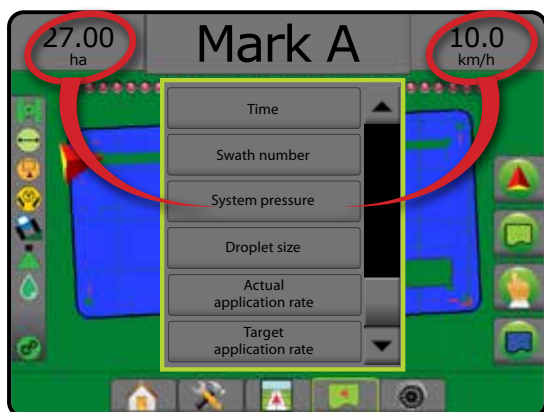 27.00
ha
Mark A
10.0
km/h
Time
Swath number
System pressure
Droplet size
Actual
application rate
Target
application rate